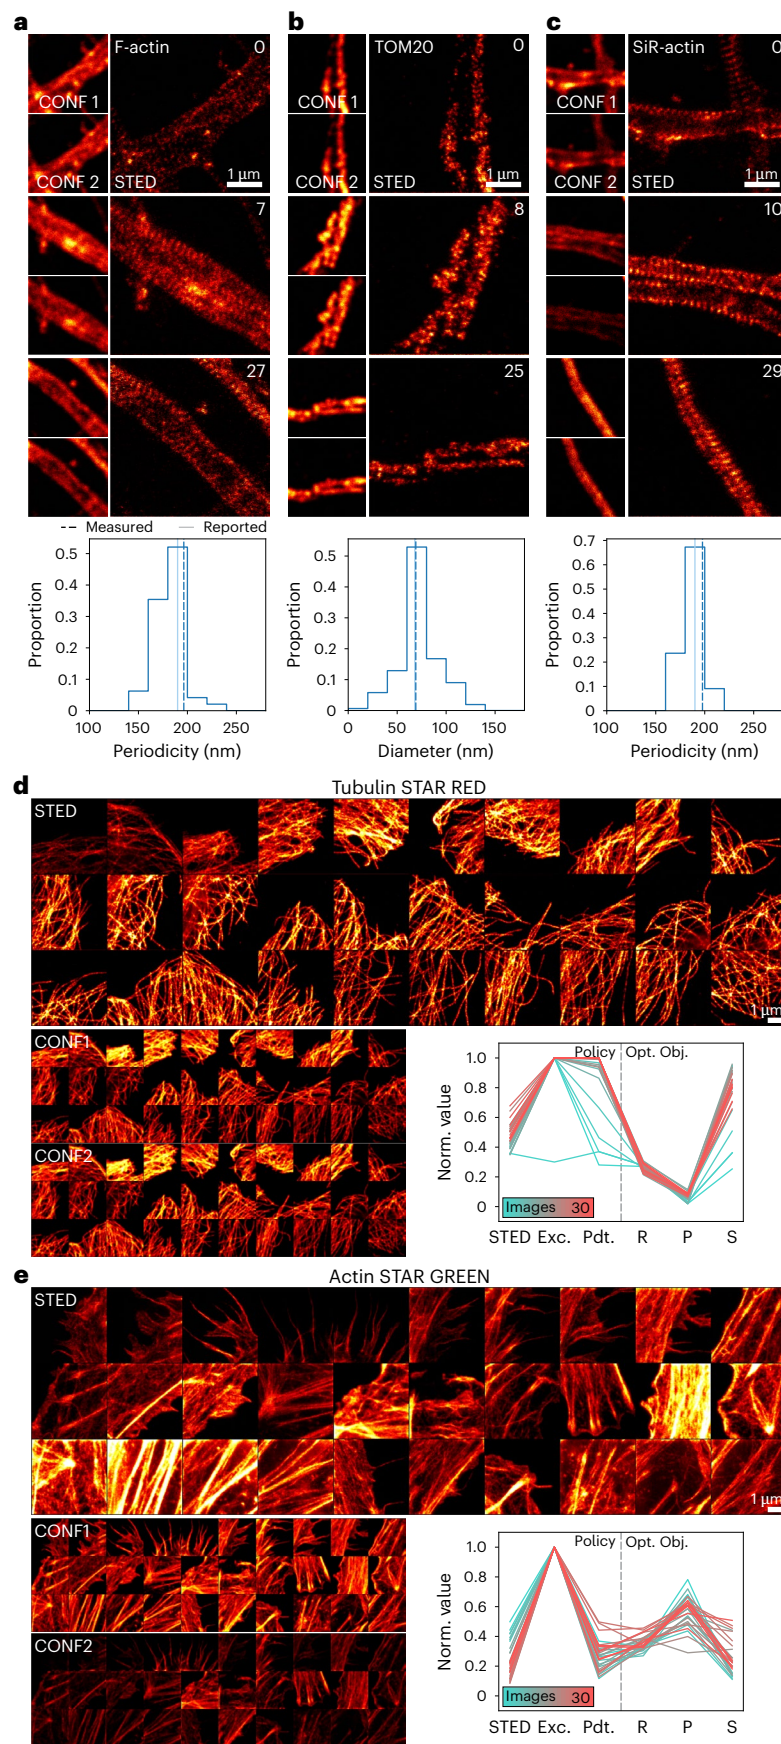 a
F-actin
0
CONF 1
CONF 2
STED
1 μm
7
27
b
TOM20
0
CONF 1
CONF 2
STED
1 μm
8
25
c
SiR-actin
0
CONF 1
CONF 2
STED
1 μm
10
29
Measured
Reported
Proportion
0.5
0.4
0.3
0.2
0.1
0
100
150
200
250
Periodicity (nm)
Proportion
0.5
0.4
0.3
0.2
0.1
0
0
50
100
150
Diameter (nm)
Proportion
0.7
0.6
0.5
0.4
0.3
0.2
0.1
0
100
150
200
250
Periodicity (nm)
d
Tubulin STAR RED
STED
1 μm
CONF1
CONF2
Norm. value
1.0
0.8
0.6
0.4
0.2
0
Policy
Opt. Obj.
Images 30
STED Exc. Pdt. R P S
e
Actin STAR GREEN
STED
1 μm
CONF1
CONF2
Norm. value
1.0
0.8
0.6
0.4
0.2
0
Policy
Opt. Obj.
Images 30
STED Exc. Pdt. R P S